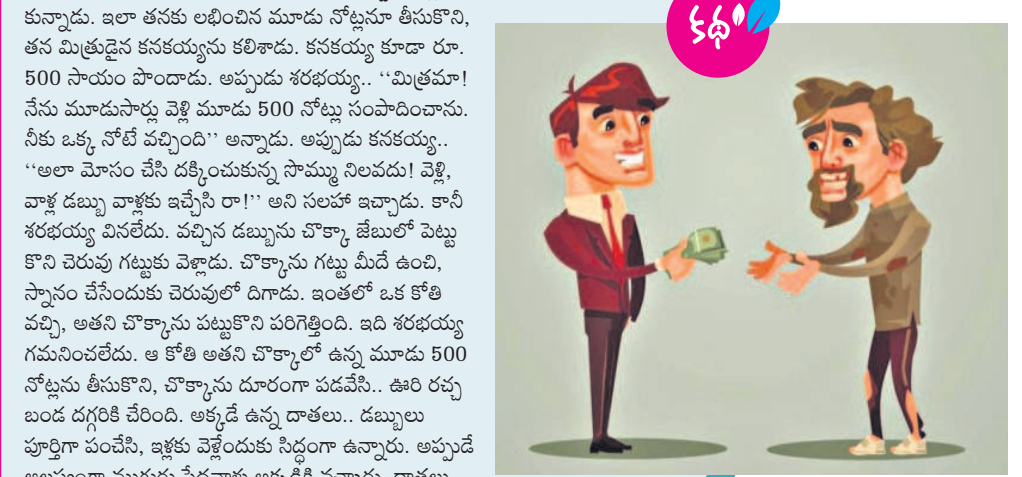 కున్నాడు. ఇలా తనకు లభించిన మూడు నోట్లనూ తీసుకొని,
తన మిత్రుడైన కనకయ్యను కలిశాడు. కనకయ్య కూడా రూ.
500 సాయం పొందాడు. అప్పుడు శరభయ్య.. ‘‘మిత్రమా!
నేను మూడుసార్లు వెళ్లి మూడు 500 నోట్లు సంపాదించాను.
నీకు ఒక్క నోటే వచ్చింది’’ అన్నాడు. అప్పుడు కనకయ్య..
‘‘అలా మోసం చేసి దక్కించుకున్న సొమ్ము నిలవదు! వెళ్లి,
వాళ్ల డబ్బు వాళ్లకు ఇచ్చేసి రా!’’ అని సలహా ఇచ్చాడు. కానీ
శరభయ్య వినలేదు. వచ్చిన డబ్బును చొక్కా జేబులో పెట్టు
కొని చెరువు గట్టుకు వెళ్లాడు. చొక్కాను గట్టు మీదే ఉంచి,
స్నానం చేసేందుకు చెరువులో దిగాడు. ఇంతలో ఒక కోతి
వచ్చి, అతని చొక్కాను పట్టుకొని పరిగెత్తింది. ఇది శరభయ్య
గమనించలేదు. ఆ కోతి అతని చొక్కాలో ఉన్న మూడు 500
నోట్లను తీసుకొని, చొక్కాను దూరంగా పడవేసి.. ఊరి రచ్చ
బండ దగ్గరికి చేరింది. అక్కడే ఉన్న దాతలు.. డబ్బులు
పూర్తిగా పంచేసి, ఇళ్లకు వెళ్లేందుకు సిద్ధంగా ఉన్నారు. అప్పుడే
కథ